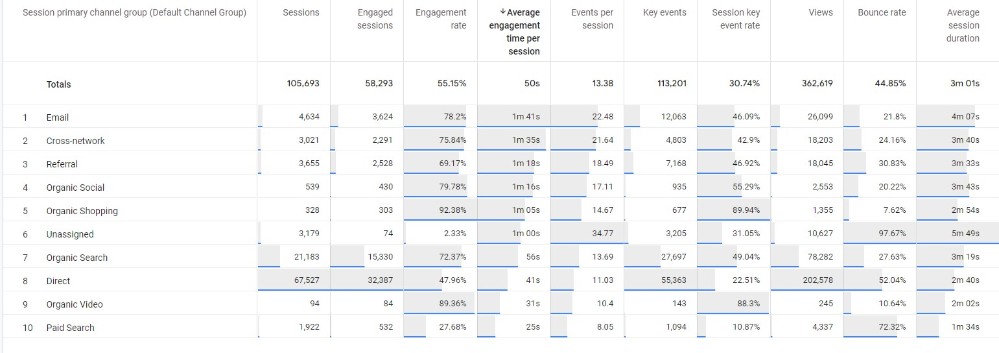 Session primary channel group (Default Channel Group) Sessions Engaged sessions Engagement rate ↓Average engagement time per session Events per session Key events Session key event rate Views Bounce rate Average session duration
Totals 105,693 58,293 55.15% 50s 13.38 113,201 30.74% 362,619 44.85% 3m 01s
1 Email 4,634 3,624 78.2% 1m 41s 22.48 12,063 46.09% 26,099 21.8% 4m 07s
2 Cross-network 3,021 2,291 75.84% 1m 35s 21.64 4,803 42.9% 18,203 24.16% 3m 40s
3 Referral 3,655 2,528 69.17% 1m 18s 18.49 7,168 46.92% 18,045 30.83% 3m 33s
4 Organic Social 539 430 79.78% 1m 16s 17.11 935 55.29% 2,553 20.22% 3m 43s
5 Organic Shopping 328 303 92.38% 1m 05s 14.67 677 89.94% 1,355 7.62% 2m 54s
6 Unassigned 3,179 74 2.33% 1m 00s 34.77 3,205 31.05% 10,627 97.67% 5m 49s
7 Organic Search 21,183 15,330 72.37% 56s 13.69 27,697 49.04% 78,282 27.63% 3m 19s
8 Direct 67,527 32,387 47.96% 41s 11.03 55,363 22.51% 202,578 52.04% 2m 40s
9 Organic Video 94 84 89.36% 31s 10.4 143 88.3% 245 10.64% 2m 02s
10 Paid Search 1,922 532 27.68% 25s 8.05 1,094 10.87% 4,337 72.32% 1m 34s